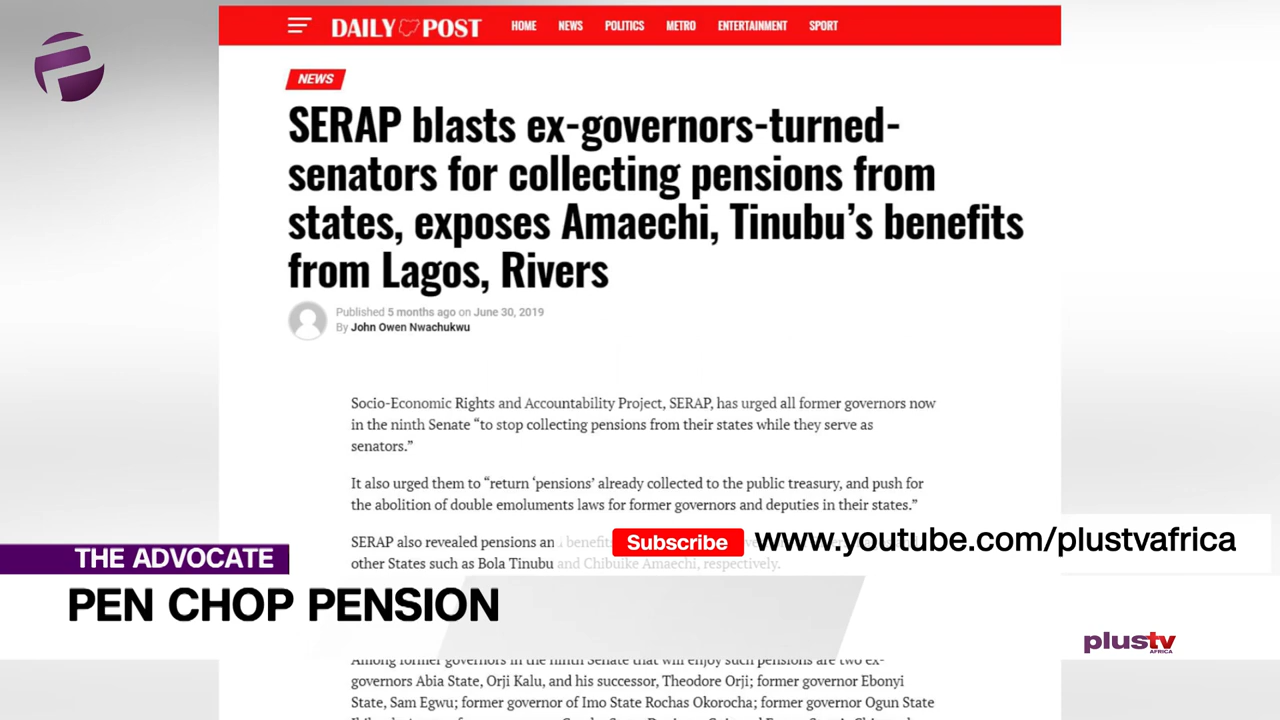 DAILY POST
HOME NEWS POLITICS METRO ENTERTAINMENT SPORT
NEWS
SERAP blasts ex-governors-turned-
senators for collecting pensions from
states, exposes Amaechi, Tinubu’s benefits
from Lagos, Rivers
Published 5 months ago on June 30, 2019
By John Owen Nwachukwu
Socio-Economic Rights and Accountability Project, SERAP, has urged all former governors now
in the ninth Senate “to stop collecting pensions from their states while they serve as
senators.”
It also urged them to “return ‘pensions’ already collected to the public treasury, and push for
the abolition of double emoluments laws for former governors and deputies in their states.”
SERAP also revealed pensions and benefits
other States such as Bola Tinubu and Chibuike Amaechi, respectively.
Subscribe www.youtube.com/plustvafrica
THE ADVOCATE
PEN CHOP PENSION
plustv
AFRICA
Among former governors in the ninth Senate that will enjoy such pensions are two ex-
governors Abia State, Orji Kalu, and his successor, Theodore Orji; former governor Ebonyi
State, Sam Egwu; former governor of Imo State Rochas Okorocha; former governor Ogun State